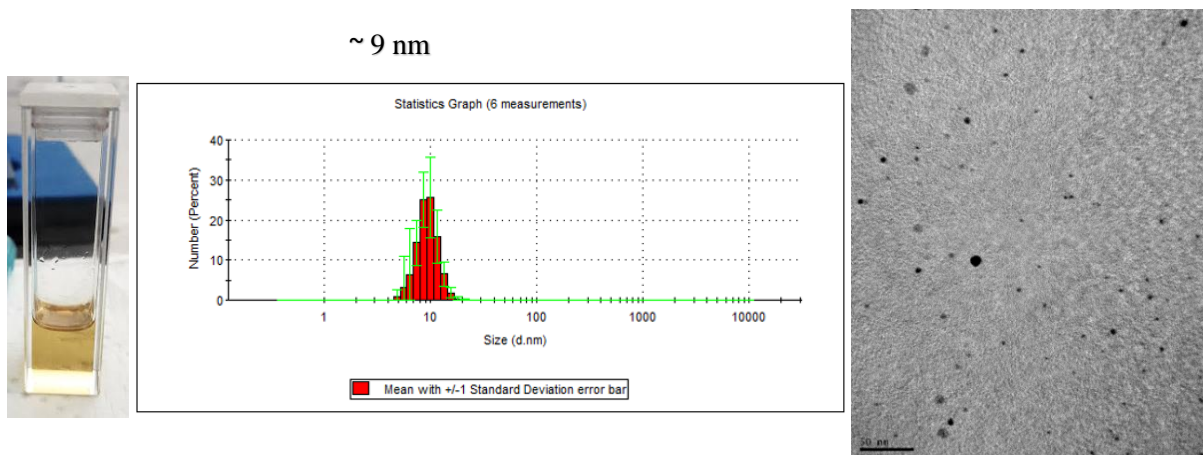 ~ 9 nm
Statistics Graph (6 measurements)
40
30
20
10
0
Number (Percent)
1
10
100
1000
10000
Size (d.nm)
Mean with +/-1 Standard Deviation error bar
50 nm